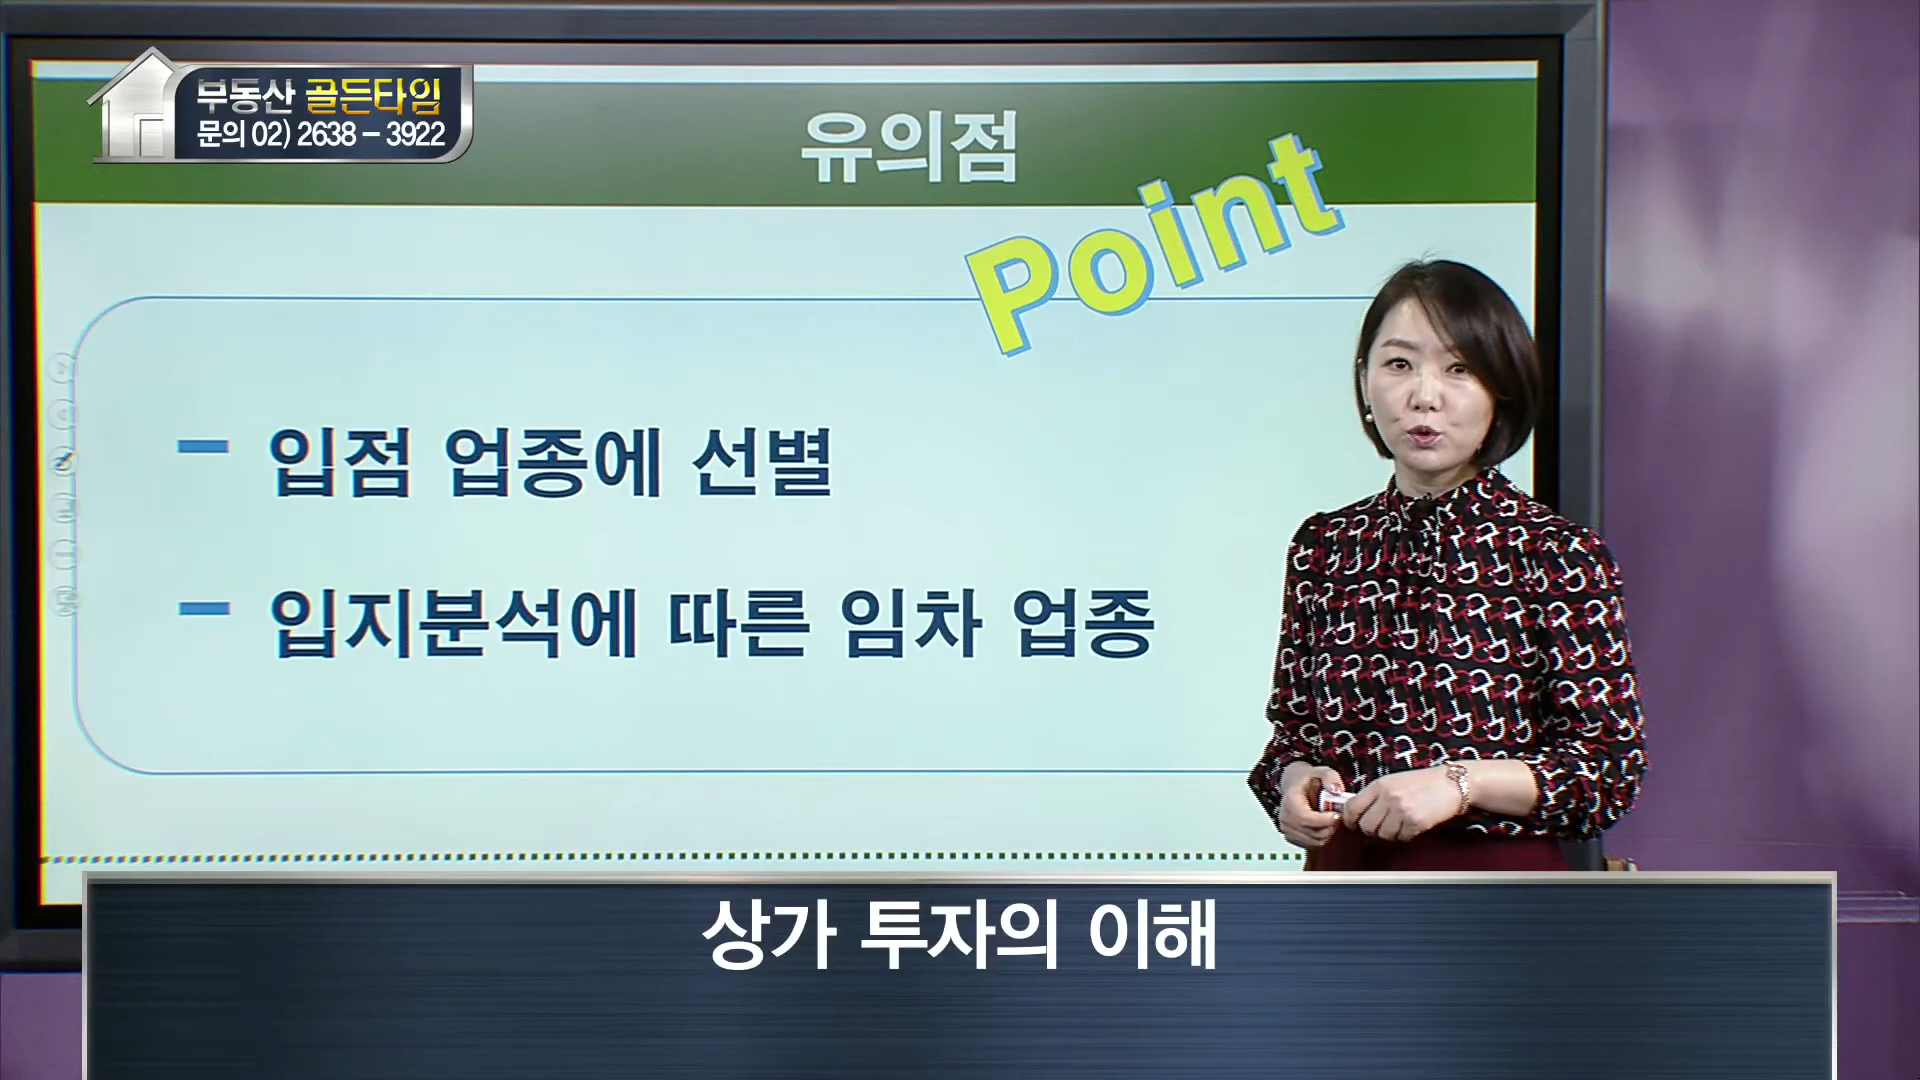 부동산 골든타임
문의 02) 2638 - 3922
유의점
Point
- 입점 업종에 선별
- 입지분석에 따른 임차 업종
상가 투자의 이해